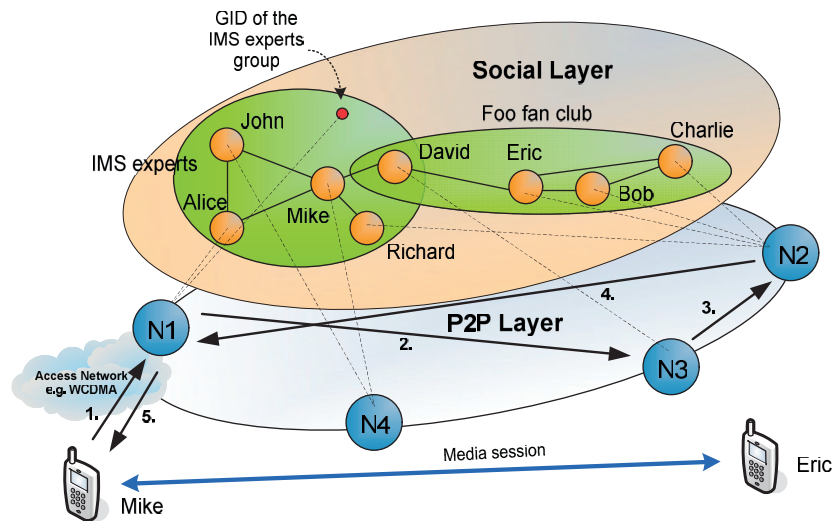 GID of the
IMS experts
group
Social Layer
Foo fan club
John
Charlie
David
Eric
IMS experts
Alice
Mike
Bob
Richard
N2
4.
3.
N1
P2P Layer
2.
N3
Access Network
e.g. WCDMA
1.
5.
N4
Media session
Eric
Mike